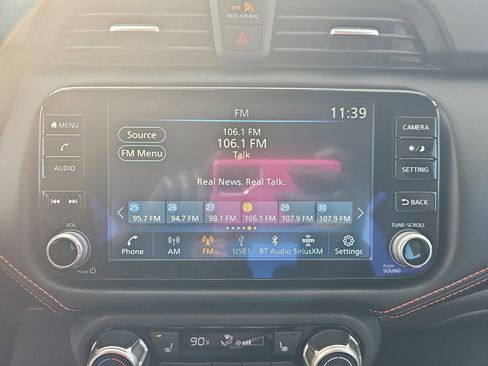 OFF
PASS AIR BAG
FM 11:39
MENU
AUDIO
VOL
PUSH
Source
FM Menu
106.1 FM
106.1 FM
Talk
Real News. Real Talk.
25 26 27 28 29 30
95.7 FM 94.7 FM 98.1 FM 106.1 FM 107.9 FM 107.9 FM
Phone AM FM USB1 BT Audio SiriusXM Settings
CAMERA
SETTING
BACK
TUNE·SCROLL
PUSH
SOUND
90